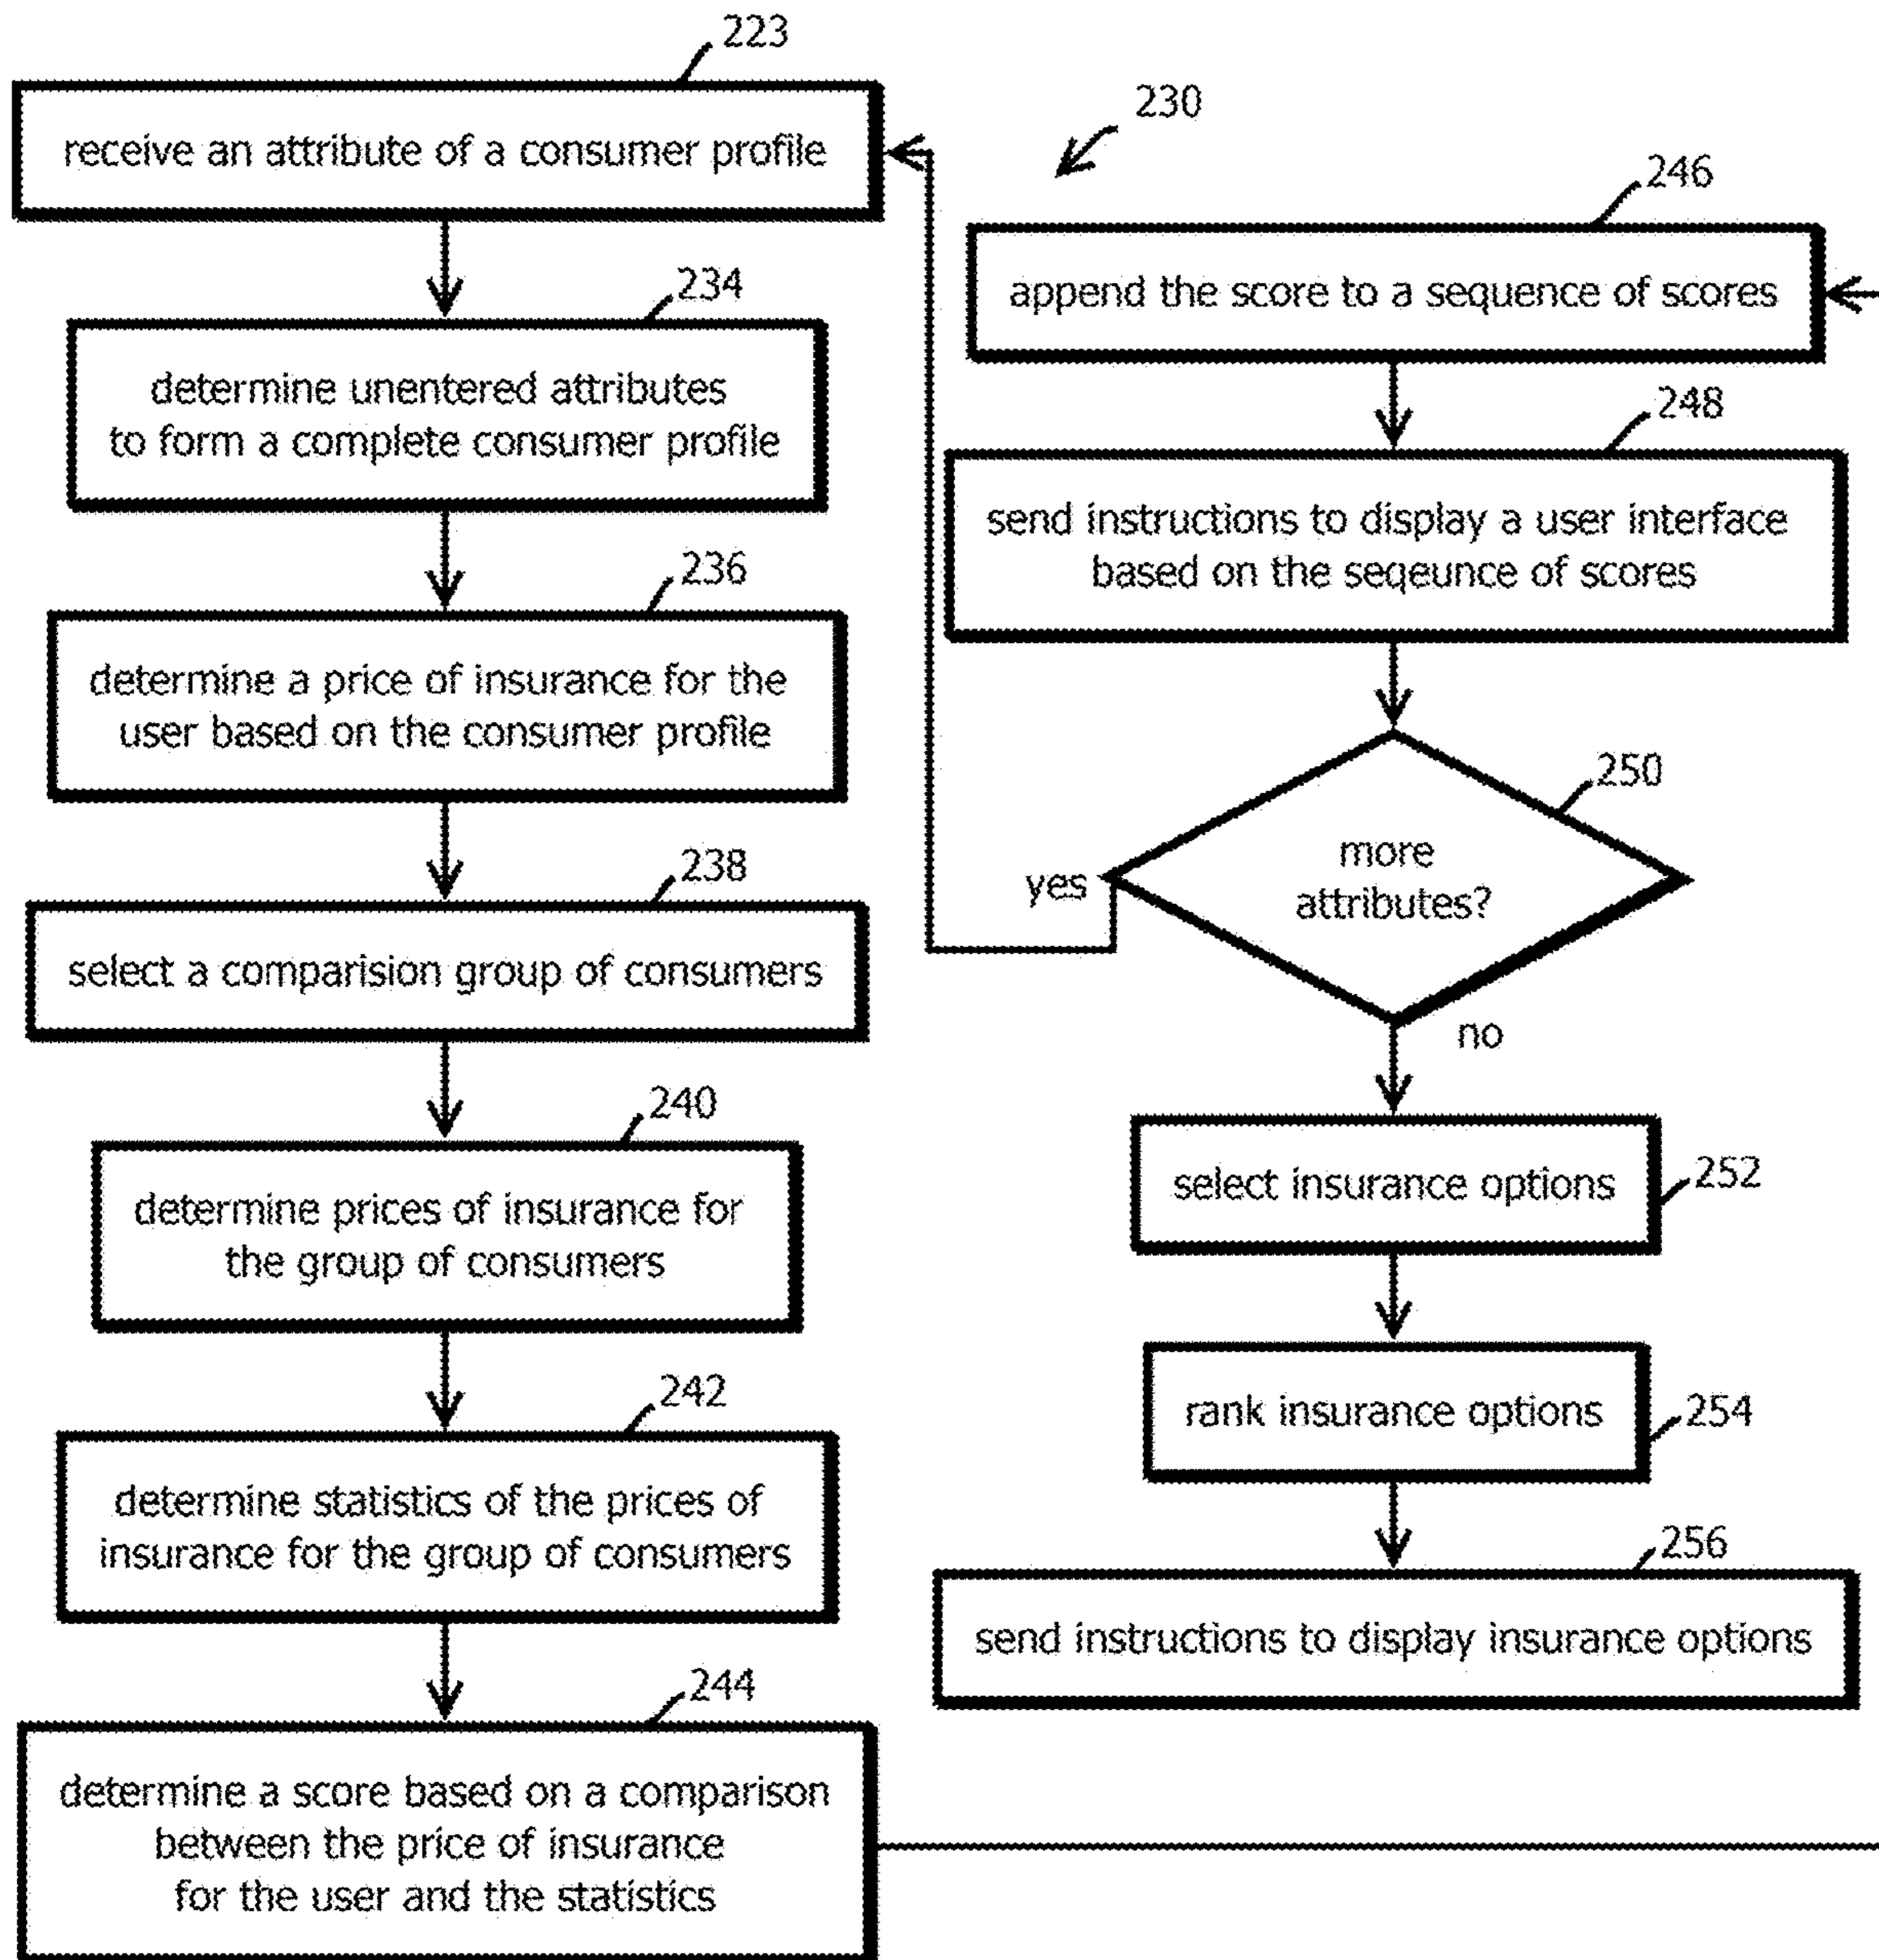 223
receive an attribute of a consumer profile
234
determine unentered attributes
to form a complete consumer profile
236
determine a price of insurance for the
user based on the consumer profile
238
select a comparision group of consumers
240
determine prices of insurance for
the group of consumers
242
determine statistics of the prices of
insurance for the group of consumers
244
determine a score based on a comparison
between the price of insurance
for the user and the statistics
230
246
append the score to a sequence of scores
248
send instructions to display a user interface
based on the seqeunce of scores
250
more
attributes?
yes
no
252
select insurance options
254
rank insurance options
256
send instructions to display insurance options